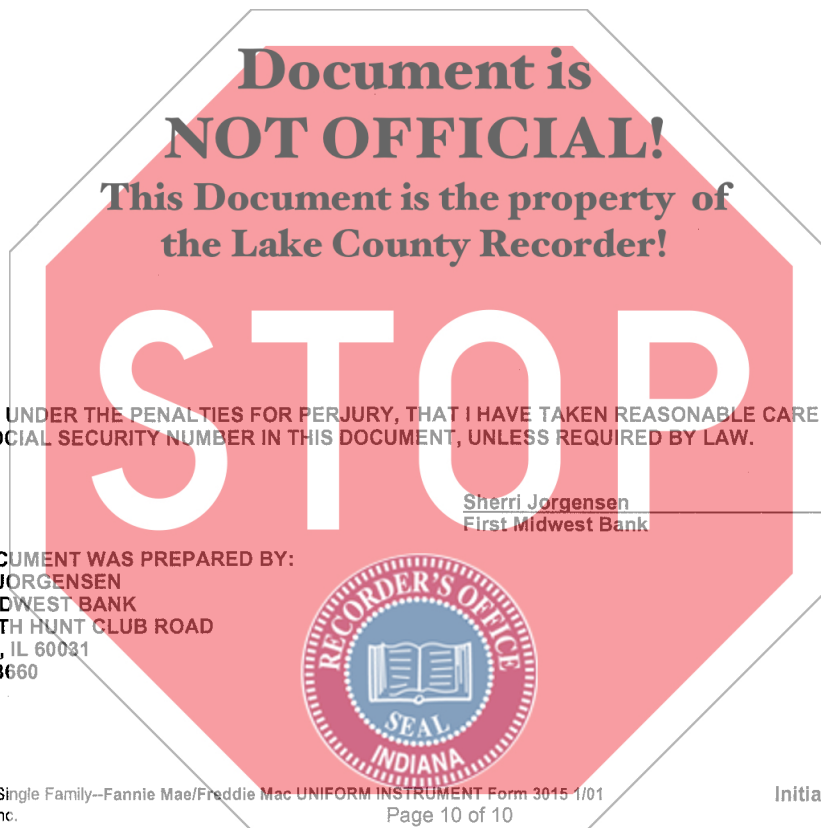 Document is
NOT OFFICIAL!
This Document is the property of
the Lake County Recorder!
STOP
UNDER THE PENALTIES FOR PERJURY, THAT I HAVE TAKEN REASONABLE CARE
OCIAL SECURITY NUMBER IN THIS DOCUMENT, UNLESS REQUIRED BY LAW.
Sherri Jorgensen
First Midwest Bank
CUMENT WAS PREPARED BY:
JORGENSEN
DWEST BANK
TH HUNT CLUB ROAD
, IL 60031
3660
RECORDER'S OFFICE
SEAL
INDIANA
Single Family--Fannie Mae/Freddie Mac UNIFORM INSTRUMENT Form 3015 1/01
Initia
nc.
Page 10 of 10